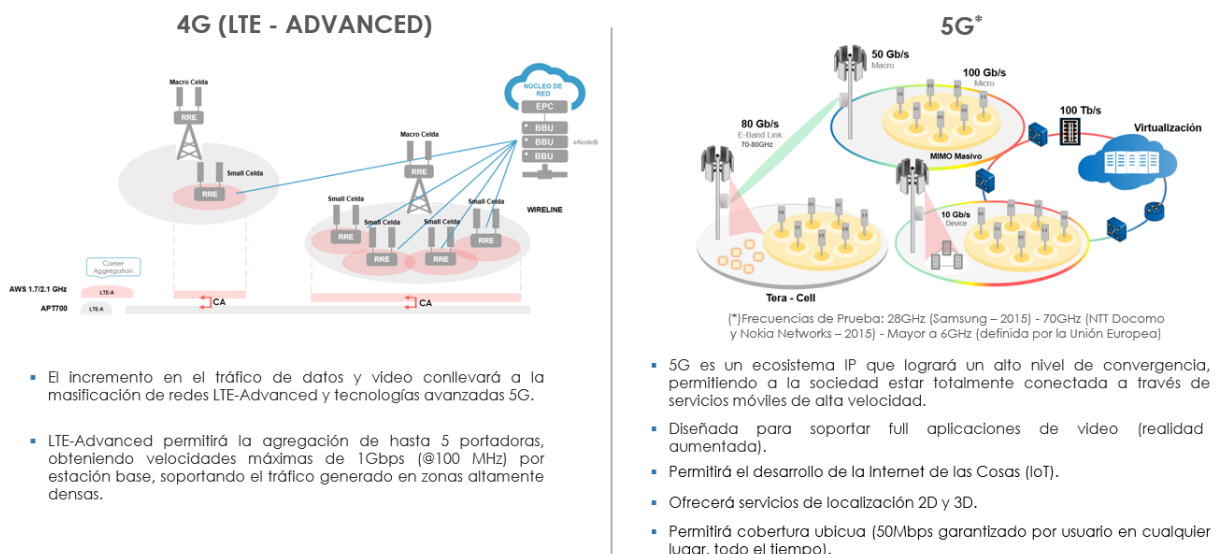 4G (LTE - ADVANCED)
Macro Celda
RRE
Small Celda
RRE
NÚCLEO DE
RED
EPC
BBU
BBU
BBU
eNodeB
Macro Celda
RRE
WIRELINE
Small Celda
RRE
Small Celda
RRE
Small Celda
RRE
Small Celda
RRE
Carrier
Aggregation
AWS 1.7/2.1 GHz
LTE-A
CA
CA
APT700
LTE-A
▪ El incremento en el tráfico de datos y video conllevará a la
masificación de redes LTE-Advanced y tecnologías avanzadas 5G.
▪ LTE-Advanced permitirá la agregación de hasta 5 portadoras,
obteniendo velocidades máximas de 1Gbps (@100 MHz) por
estación base, soportando el tráfico generado en zonas altamente
densas.
5G*
50 Gb/s
Macro
100 Gb/s
Micro
100 Tb/s
Virtualización
80 Gb/s
E-Band Link
70-80GHz
MIMO Masivo
10 Gb/s
Device
Tera - Cell
(*)Frecuencias de Prueba: 28GHz (Samsung – 2015) - 70GHz (NTT Docomo
y Nokia Networks – 2015) - Mayor a 6GHz (definida por la Unión Europea)
▪ 5G es un ecosistema IP que logrará un alto nivel de convergencia,
permitiendo a la sociedad estar totalmente conectada a través de
servicios móviles de alta velocidad.
▪ Diseñada para soportar full aplicaciones de video (realidad
aumentada).
▪ Permitirá el desarrollo de la Internet de las Cosas (IoT).
▪ Ofrecerá servicios de localización 2D y 3D.
▪ Permitirá cobertura ubicua (50Mbps garantizado por usuario en cualquier
lugar, todo el tiempo).